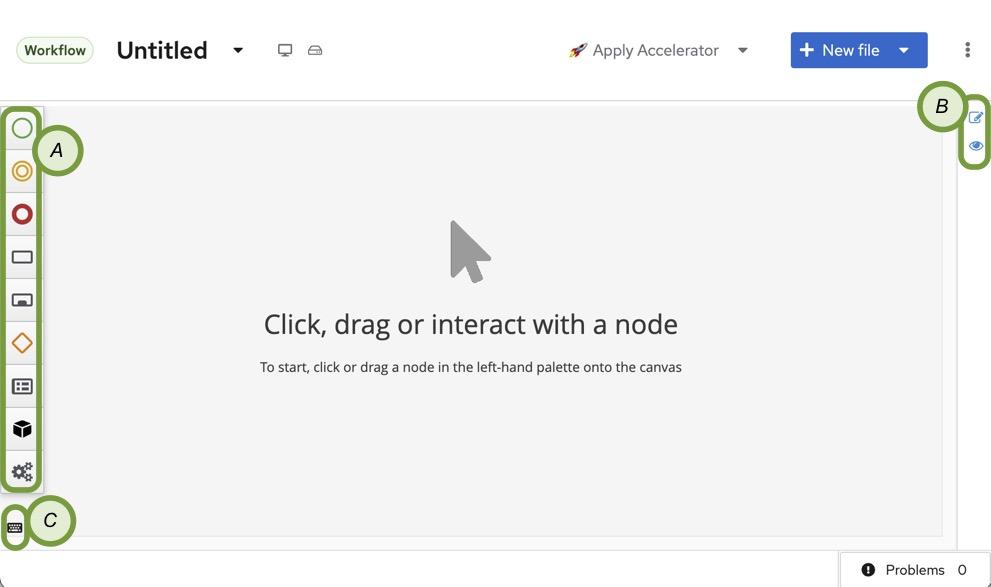 Workflow Untitled Apply Accelerator New file
B
A
Click, drag or interact with a node
To start, click or drag a node in the left-hand palette onto the canvas
C
Problems 0